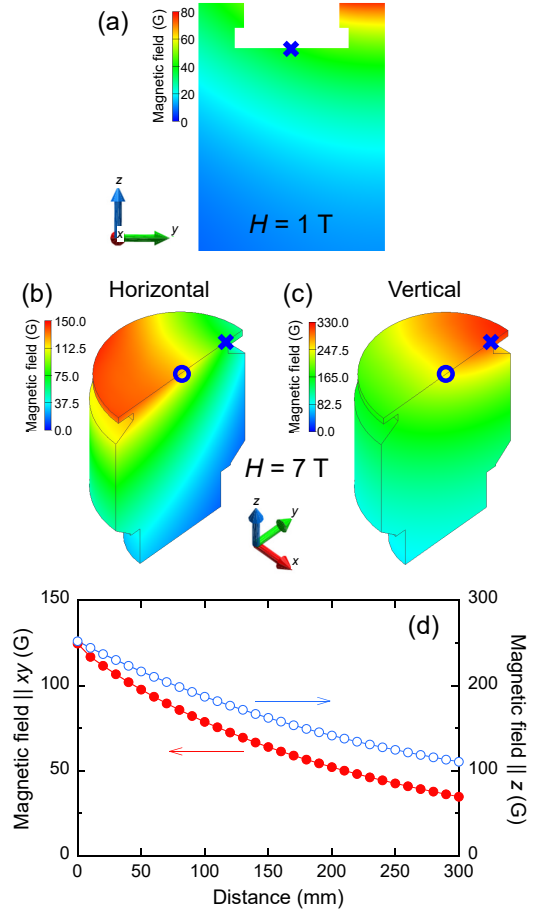 (a)
Magnetic field (G)
80
60
40
20
0
z
x
y
H = 1 T
(b)
Horizontal
Magnetic field (G)
150.0
112.5
75.0
37.5
0.0
(c)
Vertical
Magnetic field (G)
330.0
247.5
165.0
82.5
0.0
H = 7 T
z
y
x
(d)
Magnetic field || xy (G)
150
100
50
0
Magnetic field || z (G)
300
200
100
0
0 50 100 150 200 250 300
Distance (mm)